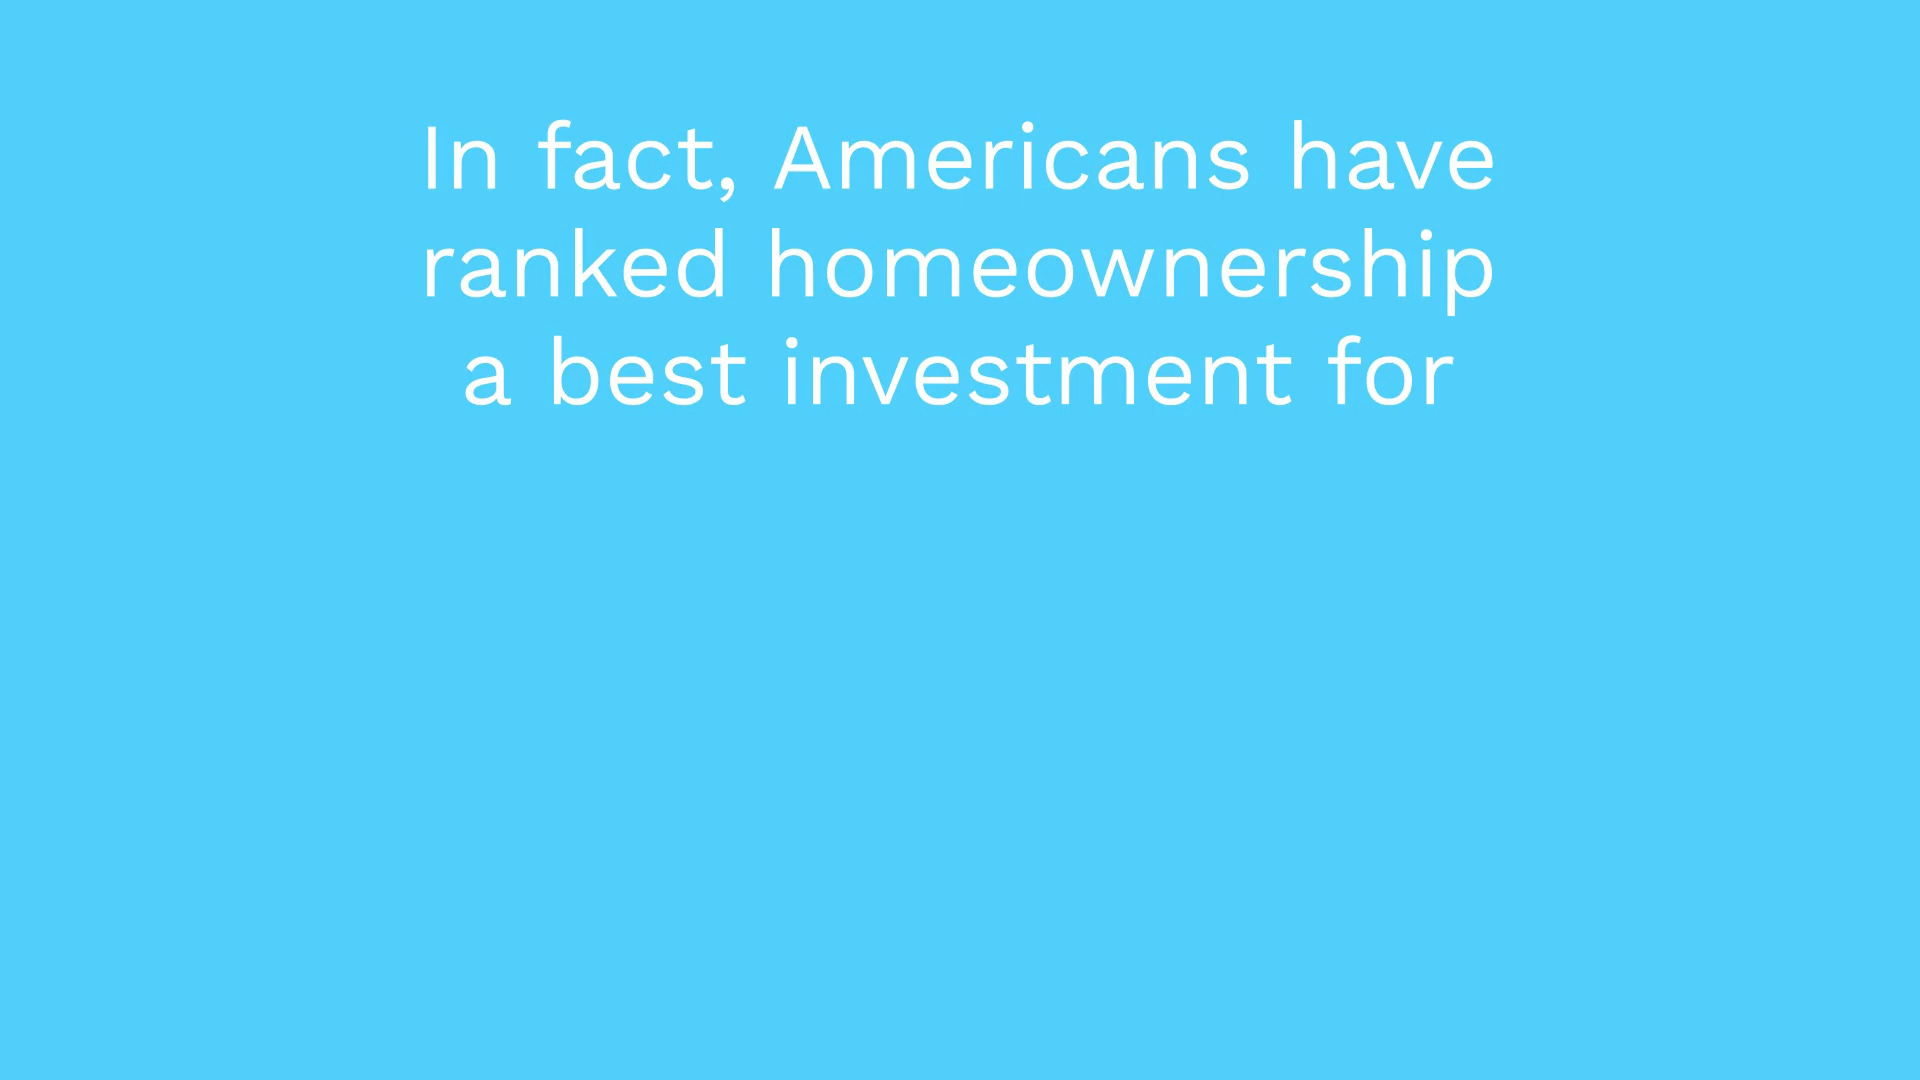 In fact, Americans have
ranked homeownership
a best investment for